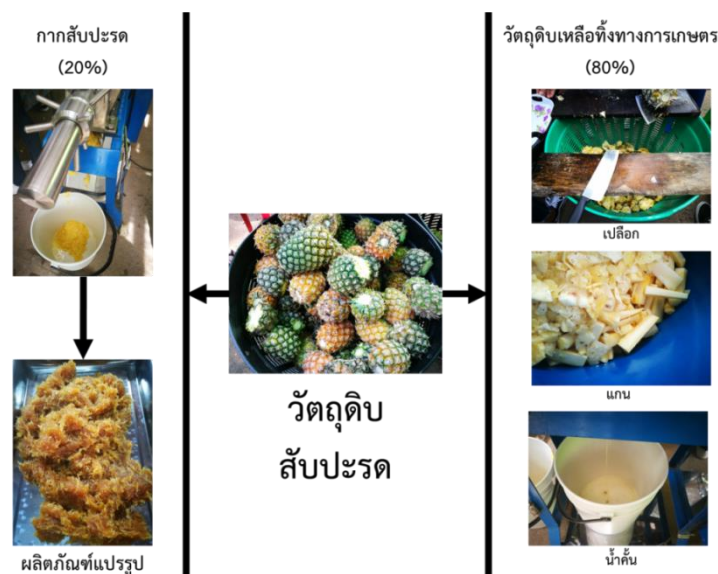 กากสับปะรด
(20%)
ผลิตภัณฑ์แปรรูป
วัตถุดิบ
สับปะรด
วัตถุดิบเหลือทิ้งทางการเกษตร
(80%)
เปลือก
แกน
น้ำคั้น